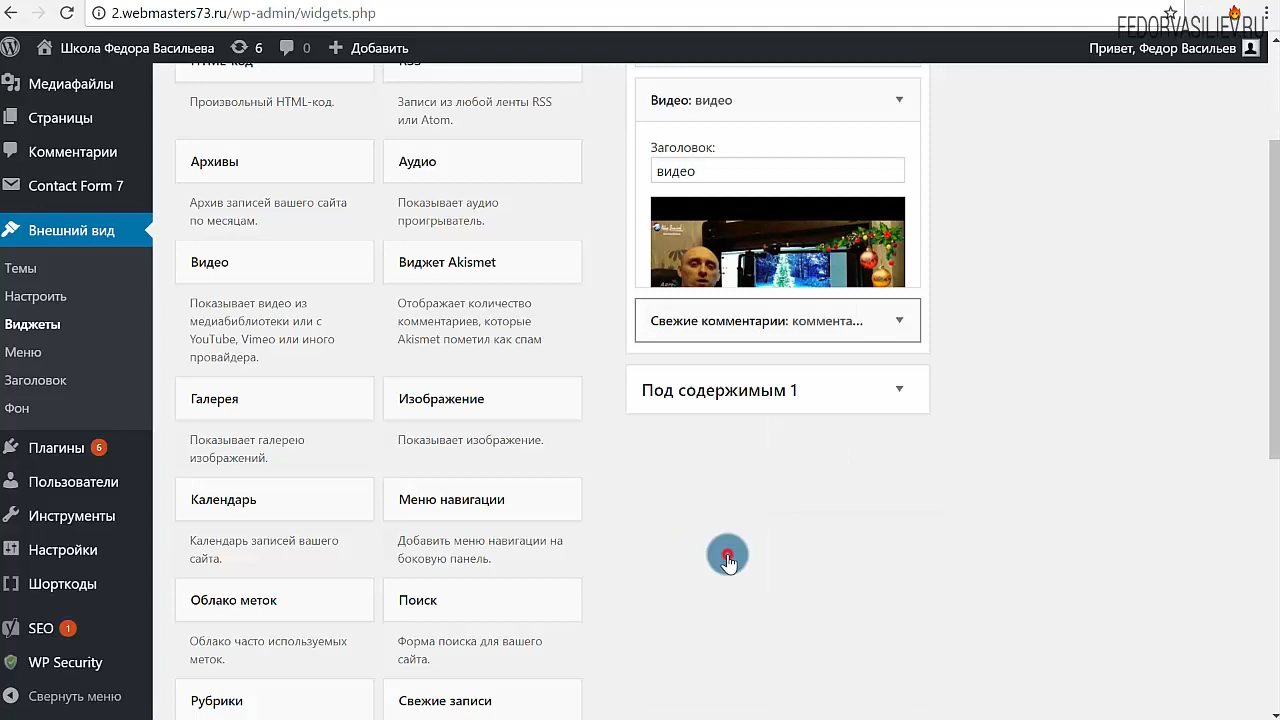 2.webmasters73.ru/wp-admin/widgets.php
FEDORVASILIEV.RU
Школа Федора Васильева
6
0
Добавить
Привет, Федор Васильев
Медиафайлы
Страницы
Комментарии
Contact Form 7
Внешний вид
Темы
Настроить
Виджеты
Меню
Заголовок
Фон
Плагины 6
Пользователи
Инструменты
Настройки
Шорткоды
SEO 1
WP Security
Свернуть меню
HTML-код
Произвольный HTML-код.
RSS
Записи из любой ленты RSS
или Atom.
Архивы
Архив записей вашего сайта
по месяцам.
Аудио
Показывает аудио
проигрыватель.
Видео
Показывает видео из
медиабиблиотеки или с
YouTube, Vimeo или иного
провайдера.
Виджет Akismet
Отображает количество
комментариев, которые
Akismet пометил как спам
Галерея
Показывает галерею
изображений.
Изображение
Показывает изображение.
Календарь
Календарь записей вашего
сайта.
Меню навигации
Добавить меню навигации на
боковую панель.
Облако меток
Облако часто используемых
меток.
Поиск
Форма поиска для вашего
сайта.
Рубрики
Свежие записи
Видео: видео
Заголовок:
видео
Свежие комментарии: коммента...
Под содержимым 1